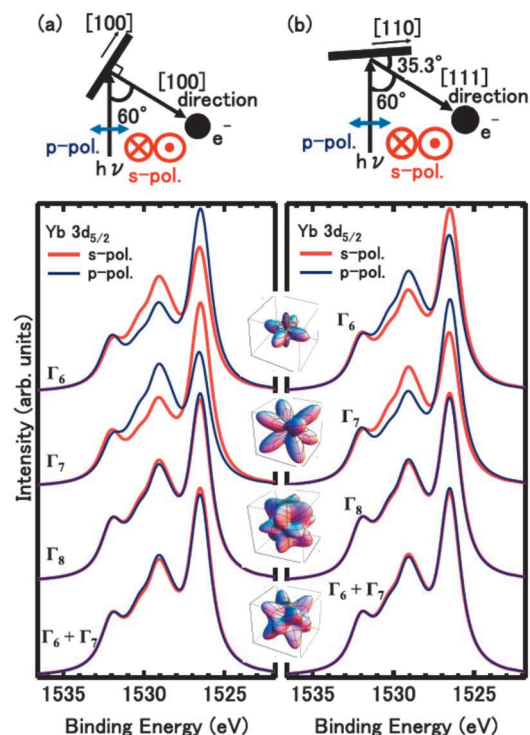 (a)
[100]
[100]
direction
60°
e⁻
p-pol.
hν
s-pol.
(b)
[110]
35.3°
[111]
direction
60°
e⁻
p-pol.
hν
s-pol.
Intensity (arb. units)
Yb 3d5/2
s-pol.
p-pol.
Γ6
Γ7
Γ8
Γ6 + Γ7
1535 1530 1525
Binding Energy (eV)
Yb 3d5/2
s-pol.
p-pol.
Γ6
Γ7
Γ8
Γ6 + Γ7
1535 1530 1525
Binding Energy (eV)